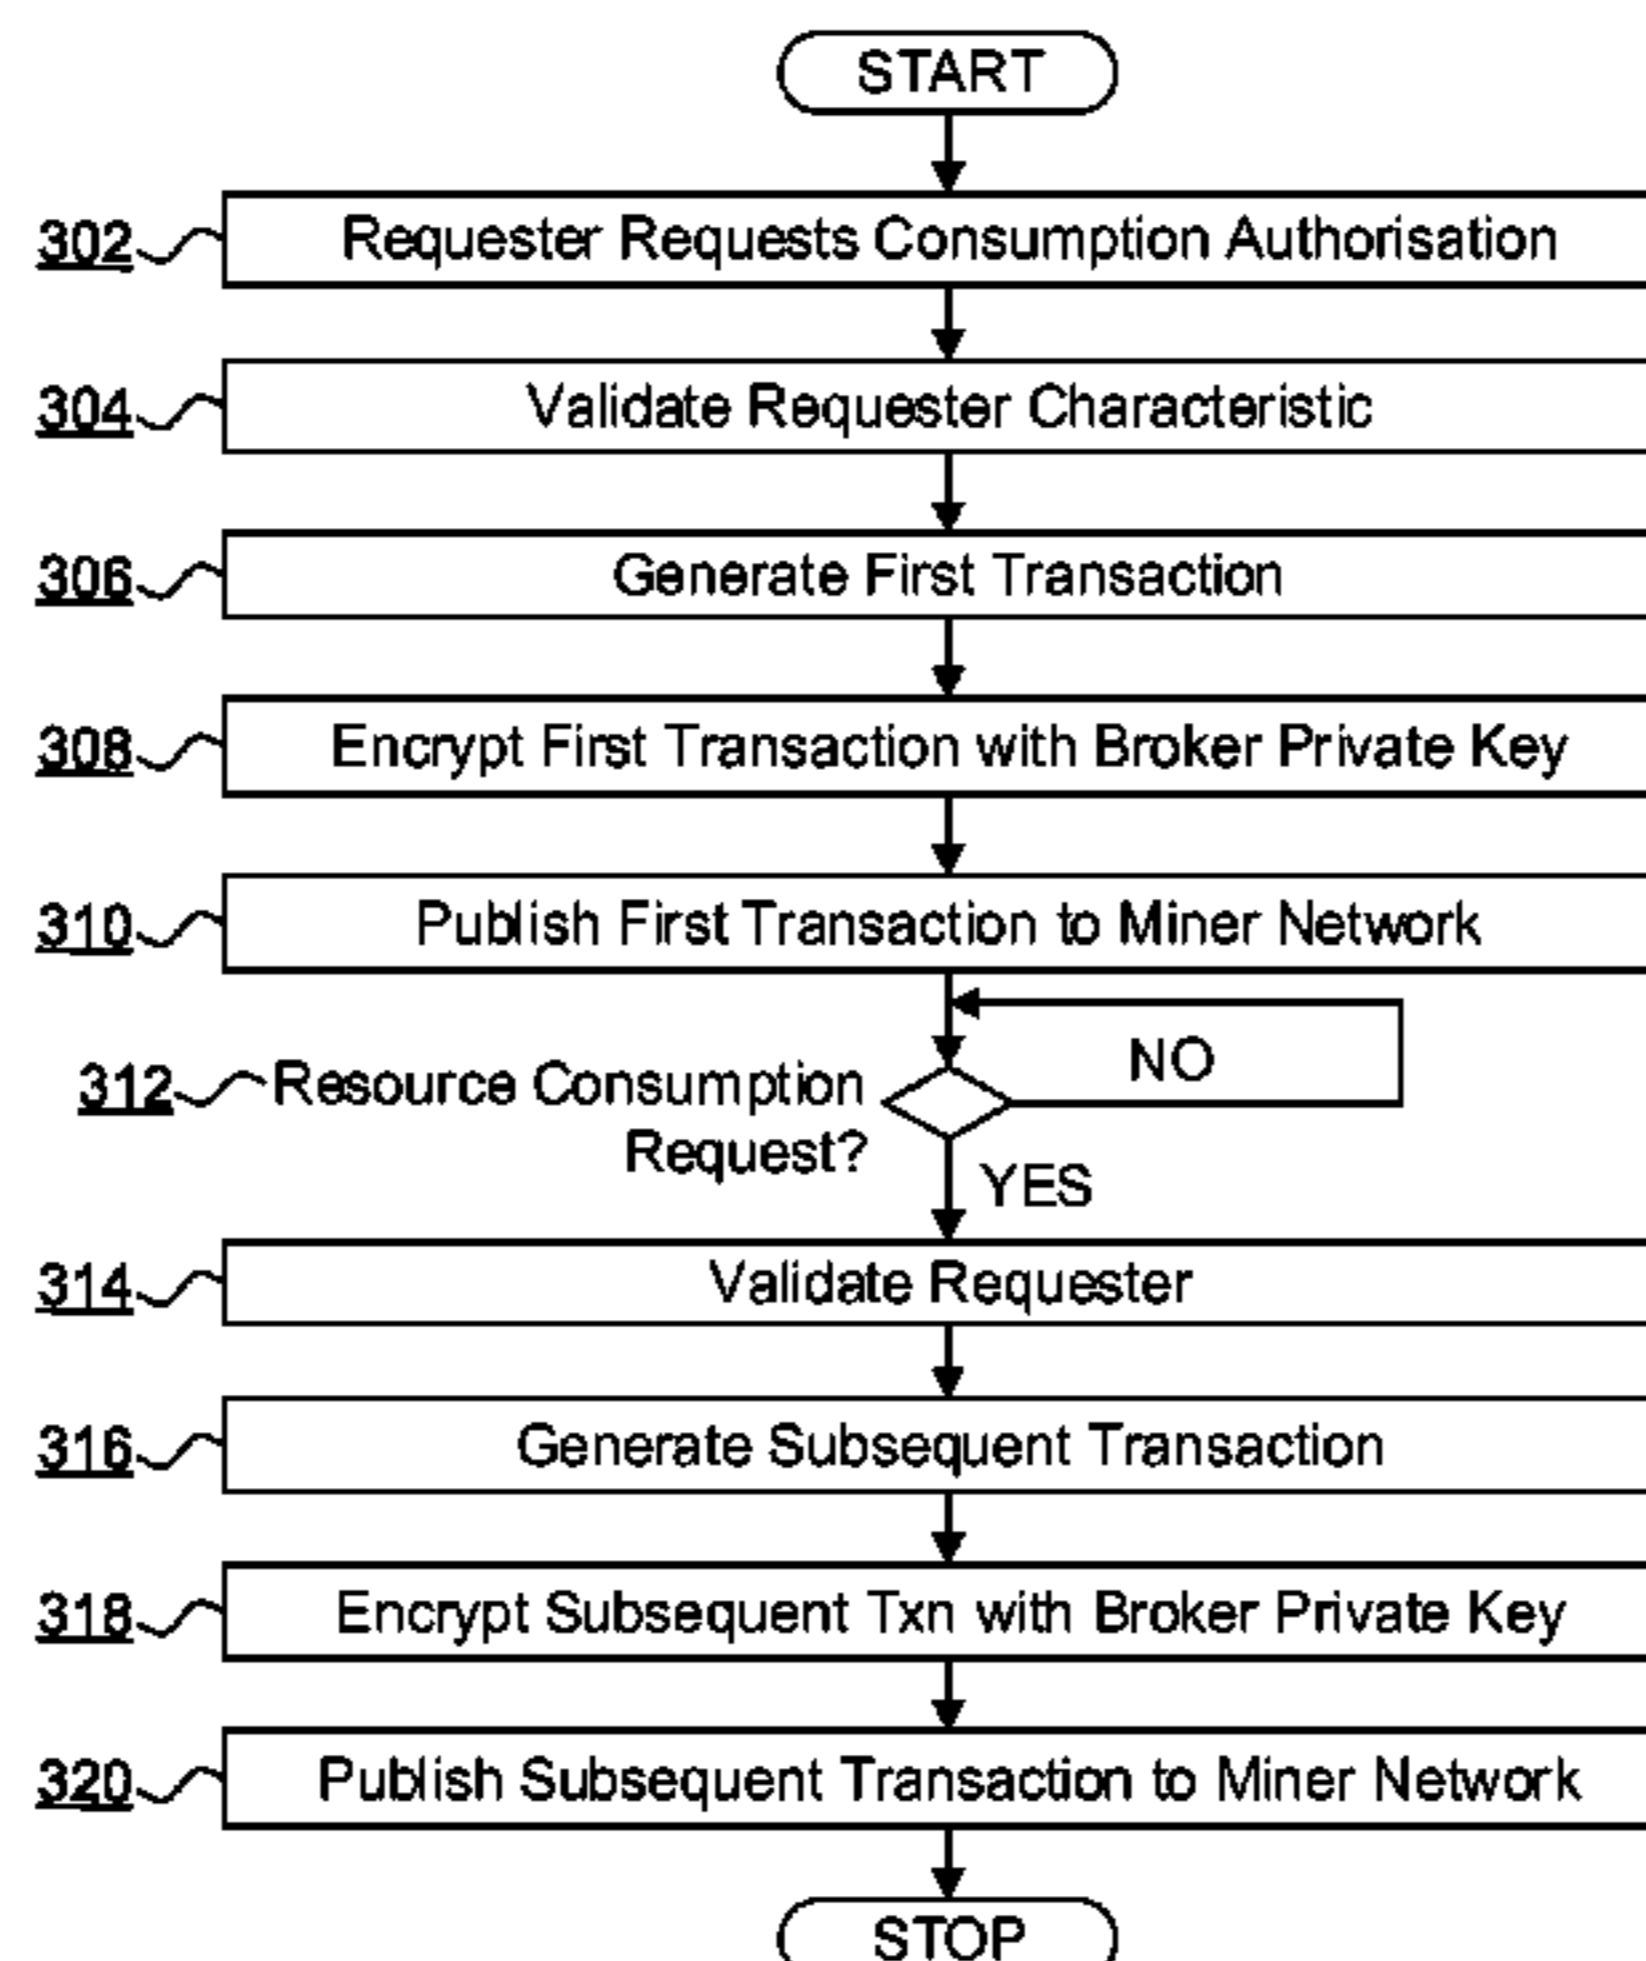 START
302 Requester Requests Consumption Authorisation
304 Validate Requester Characteristic
306 Generate First Transaction
308 Encrypt First Transaction with Broker Private Key
310 Publish First Transaction to Miner Network
NO
312 Resource Consumption
Request?
YES
314 Validate Requester
316 Generate Subsequent Transaction
318 Encrypt Subsequent Txn with Broker Private Key
320 Publish Subsequent Transaction to Miner Network
STOP